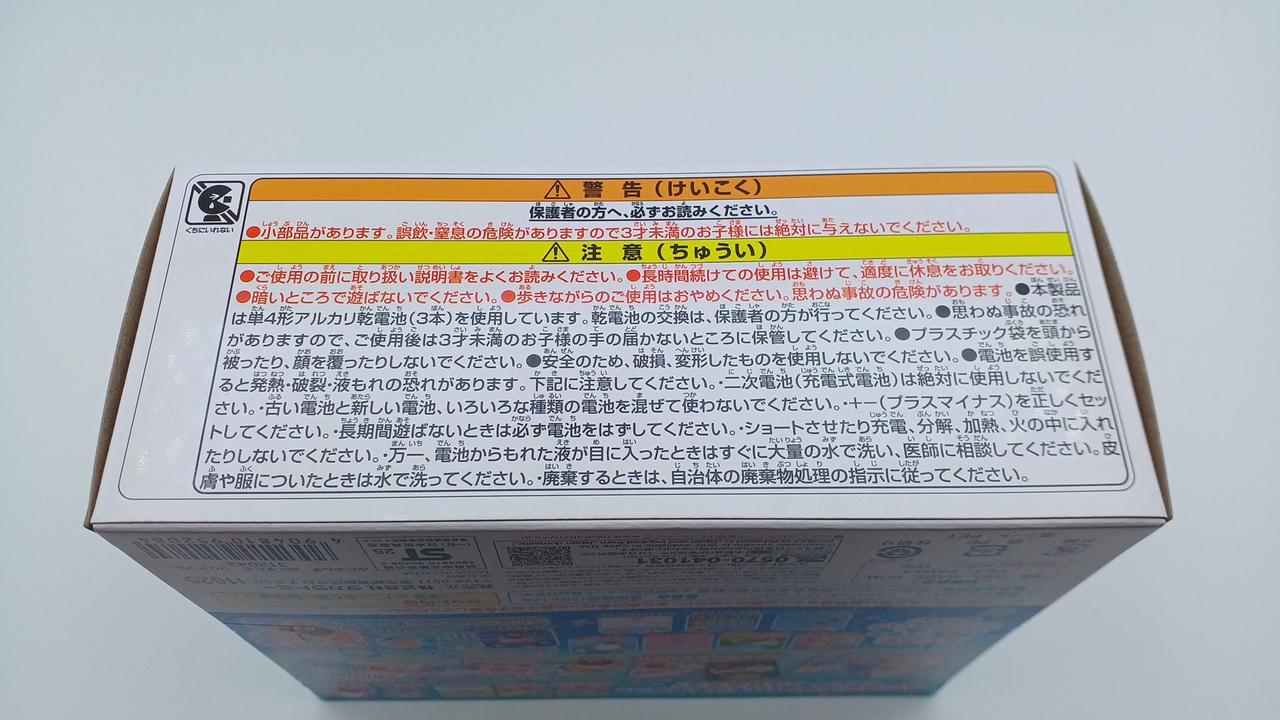 くちにいれない
⚠ 警告(けいこく)
保護者の方へ、必ずお読みください。
●小部品があります。誤飲・窒息の危険がありますので3才未満のお子様には絶対に与えないでください。
⚠ 注意(ちゅうい)
●ご使用の前に取り扱い説明書をよくお読みください。●長時間続けての使用は避けて、適度に休息をお取りください。
●暗いところで遊ばないでください。●歩きながらのご使用はおやめください。思わぬ事故の危険があります。●本製品
は単4形アルカリ乾電池(3本)を使用しています。乾電池の交換は、保護者の方が行ってください。●思わぬ事故の恐れ
がありますので、ご使用後は3才未満のお子様の手の届かないところに保管してください。●プラスチック袋を頭から
被ったり、顔を覆ったりしないでください。●安全のため、破損、変形したものを使用しないでください。●電池を誤使用す
ると発熱・破裂・液もれの恐れがあります。下記に注意してください。・二次電池(充電式電池)は絶対に使用しないでくだ
さい。・古い電池と新しい電池、いろいろな種類の電池を混ぜて使わないでください。・+-(プラスマイナス)を正しくセッ
トしてください。・長期間遊ばないときは必ず電池をはずしてください。・ショートさせたり充電、分解、加熱、火の中に入れ
たりしないでください。・万一、電池からもれた液が目に入ったときはすぐに大量の水で洗い、医師に相談してください。皮
膚や服についたときは水で洗ってください。・廃棄するときは、自治体の廃棄物処理の指示に従ってください。
4904810952084
ST
0570-041031
株式会社タカラトミー